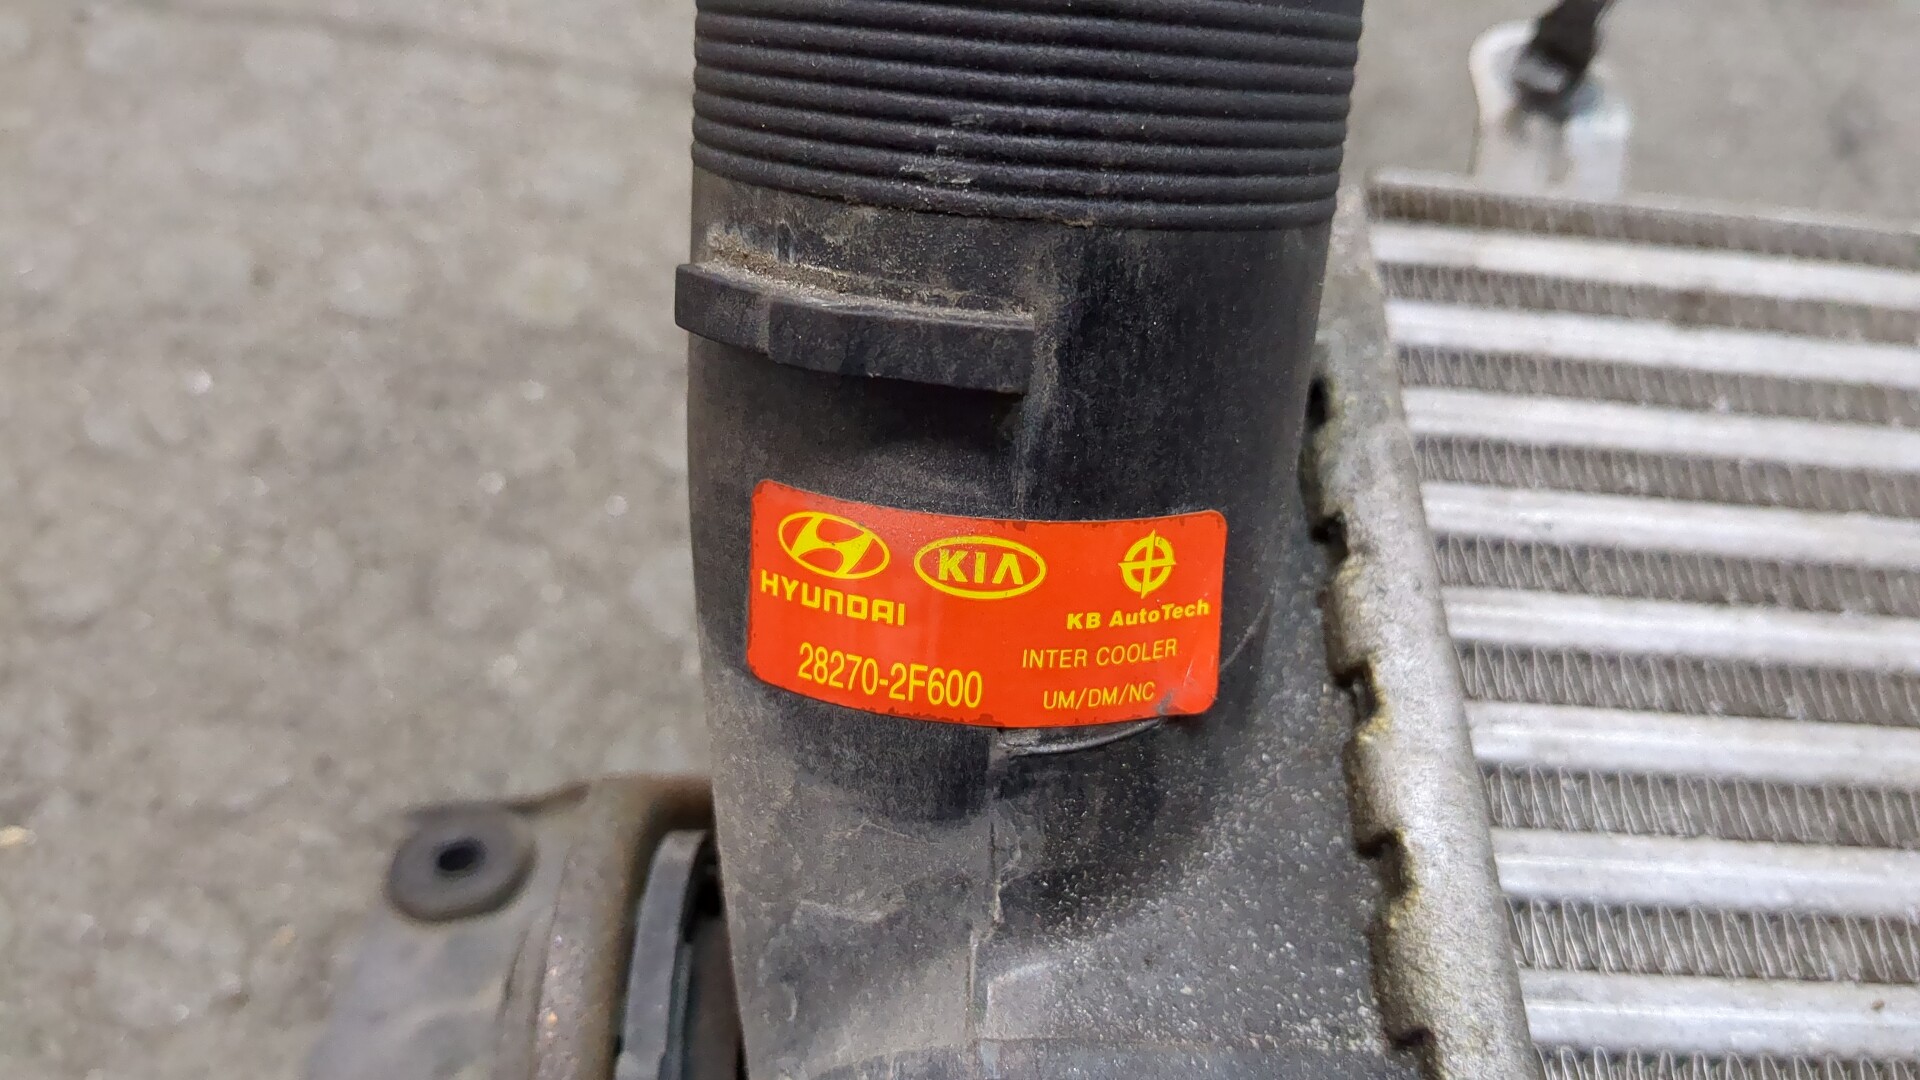 HYUNDAI
KIA
KB AutoTech
28270-2F600
INTER COOLER
UM/DM/NC